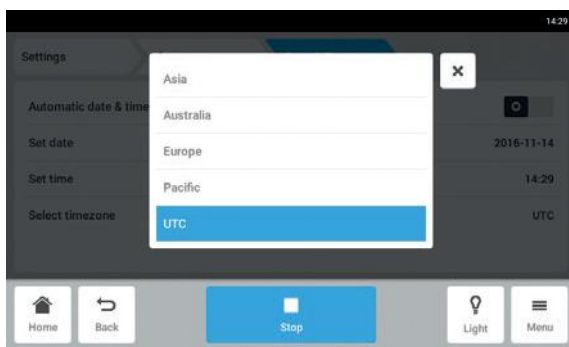 14:29
Settings
Asia
Automatic date & time
Australia
Set date
2016-11-14
Europe
Set time
14:29
Pacific
Select timezone
UTC
UTC
Home
Back
Stop
Light
Menu